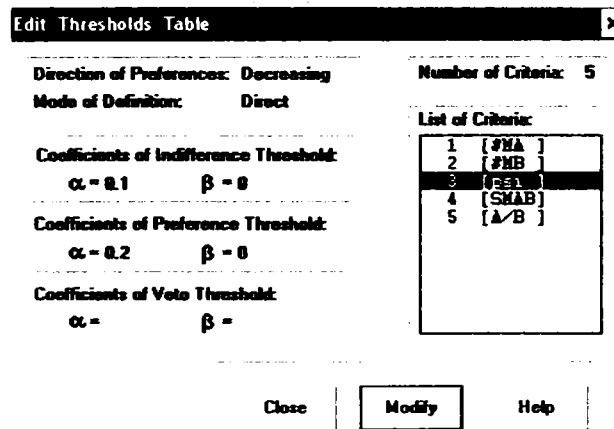 Edit Thresholds Table
Direction of Preferences: Decreasing
Mode of Definition: Direct
Coefficients of Indifference Threshold:
α = 0.1 β = 0
Coefficients of Preference Threshold:
α = 0.2 β = 0
Coefficients of Veto Threshold:
α = β =
Number of Criteria: 5
List of Criteria:
1 [#MA ]
2 [#MB ]
3 [psi ]
4 [SMAB]
5 [A/B ]
Close Modify Help